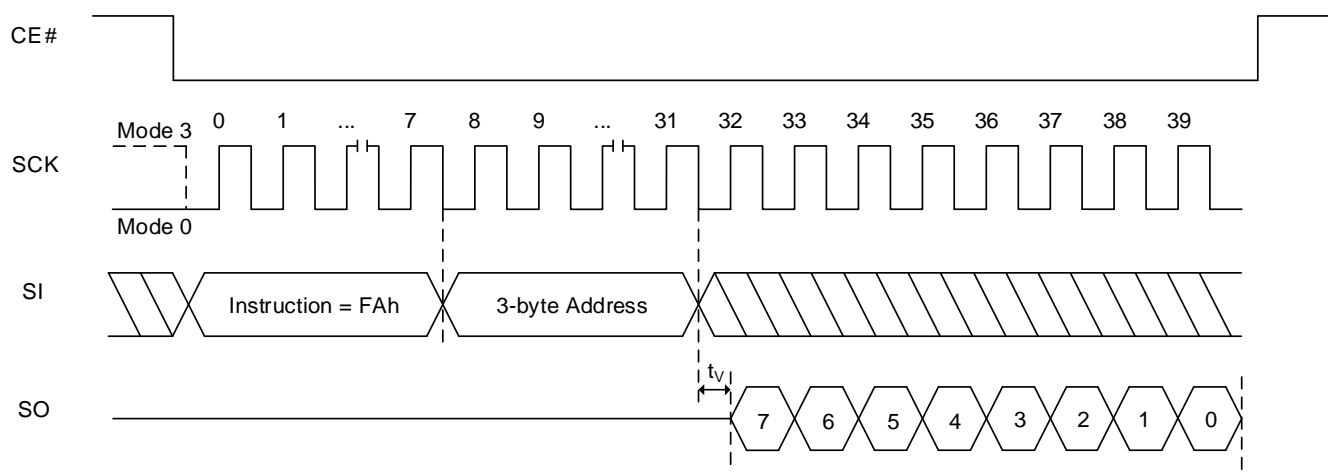 CE#
0 1 ... 7 8 9 ... 31 32 33 34 35 36 37 38 39
Mode 3
SCK
Mode 0
SI
Instruction = FAh
3-byte Address
tV
SO
7 6 5 4 3 2 1 0